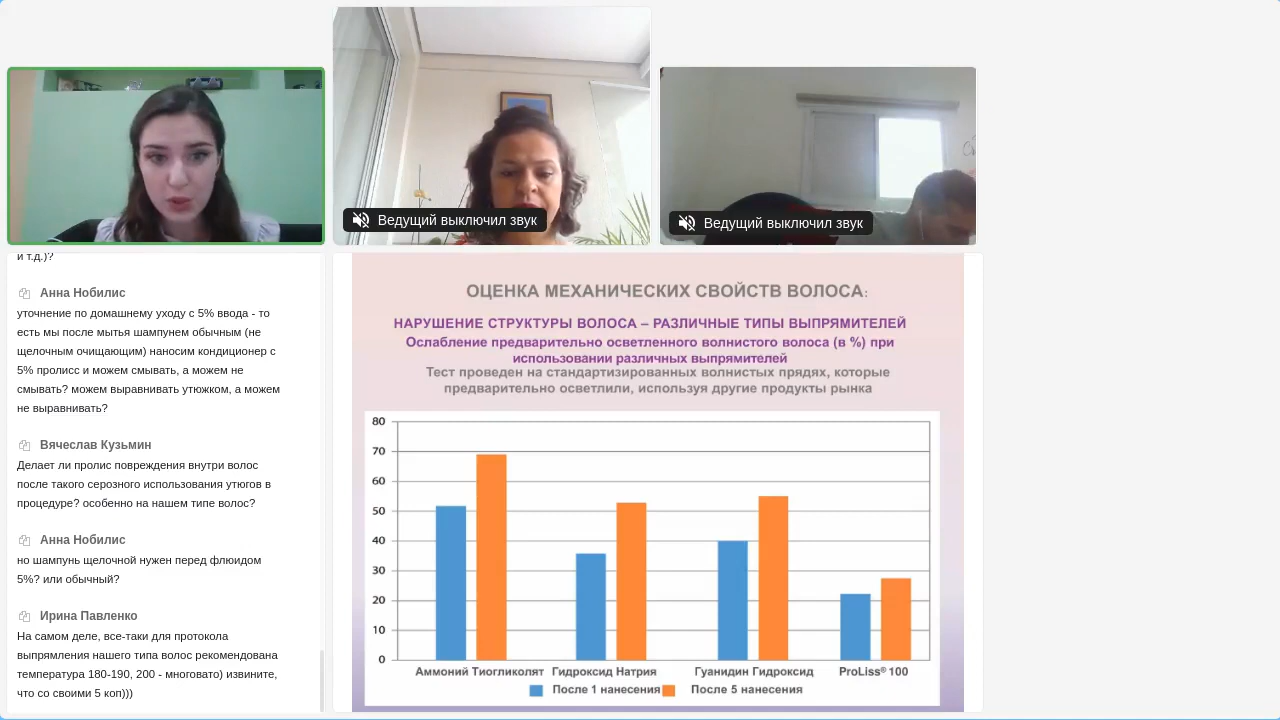 Ведущий выключил звук
Ведущий выключил звук
и т.д.)?
Анна Нобилис
уточнение по домашнему уходу с 5% ввода - то
есть мы после мытья шампунем обычным (не
щелочным очищающим) наносим кондиционер с
5% пролисс и можем смывать, а можем не
смывать? можем выравнивать утюжком, а можем
не выравнивать?
Вячеслав Кузьмин
Делает ли пролис повреждения внутри волос
после такого серозного использования утюгов в
процедуре? особенно на нашем типе волос?
Анна Нобилис
но шампунь щелочной нужен перед флюидом
5%? или обычный?
Ирина Павленко
На самом деле, все-таки для протокола
выпрямления нашего типа волос рекомендована
температура 180-190, 200 - многовато) извините,
что со своими 5 коп)))
ОЦЕНКА МЕХАНИЧЕСКИХ СВОЙСТВ ВОЛОСА:
НАРУШЕНИЕ СТРУКТУРЫ ВОЛОСА – РАЗЛИЧНЫЕ ТИПЫ ВЫПРЯМИТЕЛЕЙ
Ослабление предварительно осветленного волнистого волоса (в %) при
использовании различных выпрямителей
Тест проведен на стандартизированных волнистых прядях, которые
предварительно осветлили, используя другие продукты рынка
80
70
60
50
40
30
20
10
0
Аммоний Тиогликолят Гидроксид Натрия Гуанидин Гидроксид ProLiss® 100
После 1 нанесения После 5 нанесения